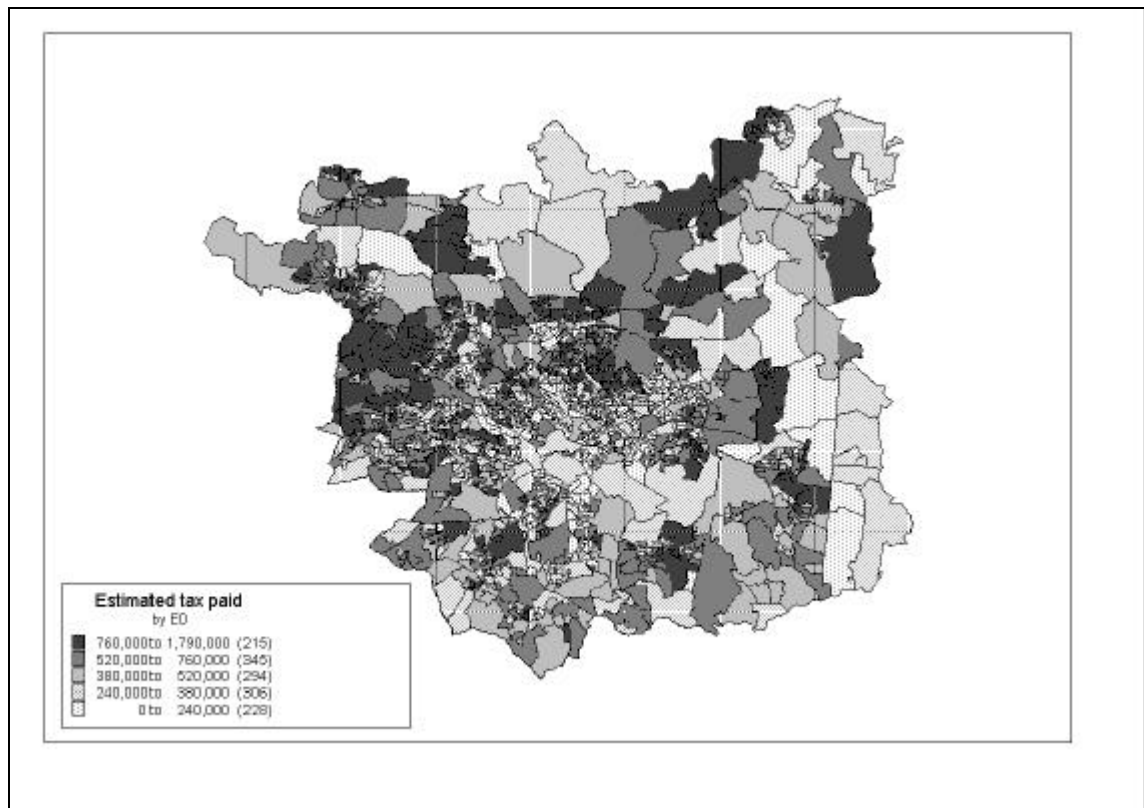 Estimated tax paid
by ED
760,000to 1,790,000 (215)
520,000to 760,000 (345)
380,000to 520,000 (294)
240,000to 380,000 (306)
0 to 240,000 (228)